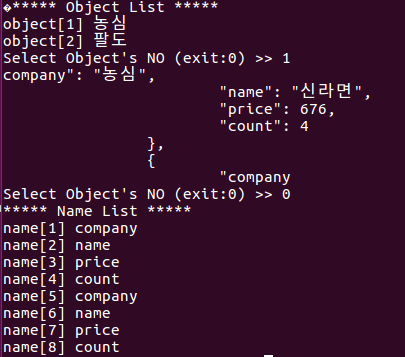 �***** Object List *****
object[1] 농심
object[2] 팔도
Select Object's NO (exit:0) >> 1
company": "농심",
"name": "신라면",
"price": 676,
"count": 4
},
{
"company
Select Object's NO (exit:0) >> 0
***** Name List *****
name[1] company
name[2] name
name[3] price
name[4] count
name[5] company
name[6] name
name[7] price
name[8] count